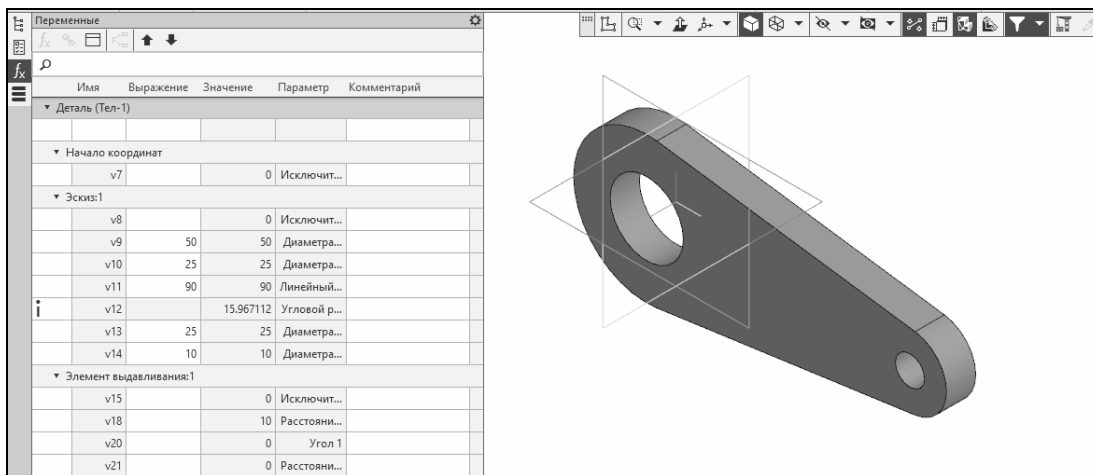 Переменные
fx
fx
Имя Выражение Значение Параметр Комментарий
Деталь (Тел-1)
Начало координат
v7 0 Исключит...
Эскиз:1
v8 0 Исключит...
v9 50 50 Диаметра...
v10 25 25 Диаметра...
v11 90 90 Линейный...
v12 15.967112 Угловой р...
v13 25 25 Диаметра...
v14 10 10 Диаметра...
Элемент выдавливания:1
v15 0 Исключит...
v18 10 Расстояни...
v20 0 Угол 1
v21 0 Расстояни...